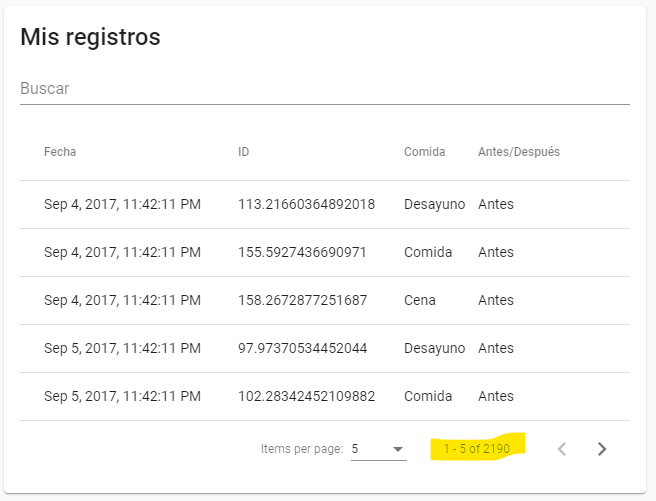 Mis registros
Buscar
Fecha ID Comida Antes/Después
Sep 4, 2017, 11:42:11 PM 113.21660364892018 Desayuno Antes
Sep 4, 2017, 11:42:11 PM 155.5927436690971 Comida Antes
Sep 4, 2017, 11:42:11 PM 158.2672877251687 Cena Antes
Sep 5, 2017, 11:42:11 PM 97.97370534452044 Desayuno Antes
Sep 5, 2017, 11:42:11 PM 102.28342452109882 Comida Antes
Items per page: 5 1 - 5 of 2190